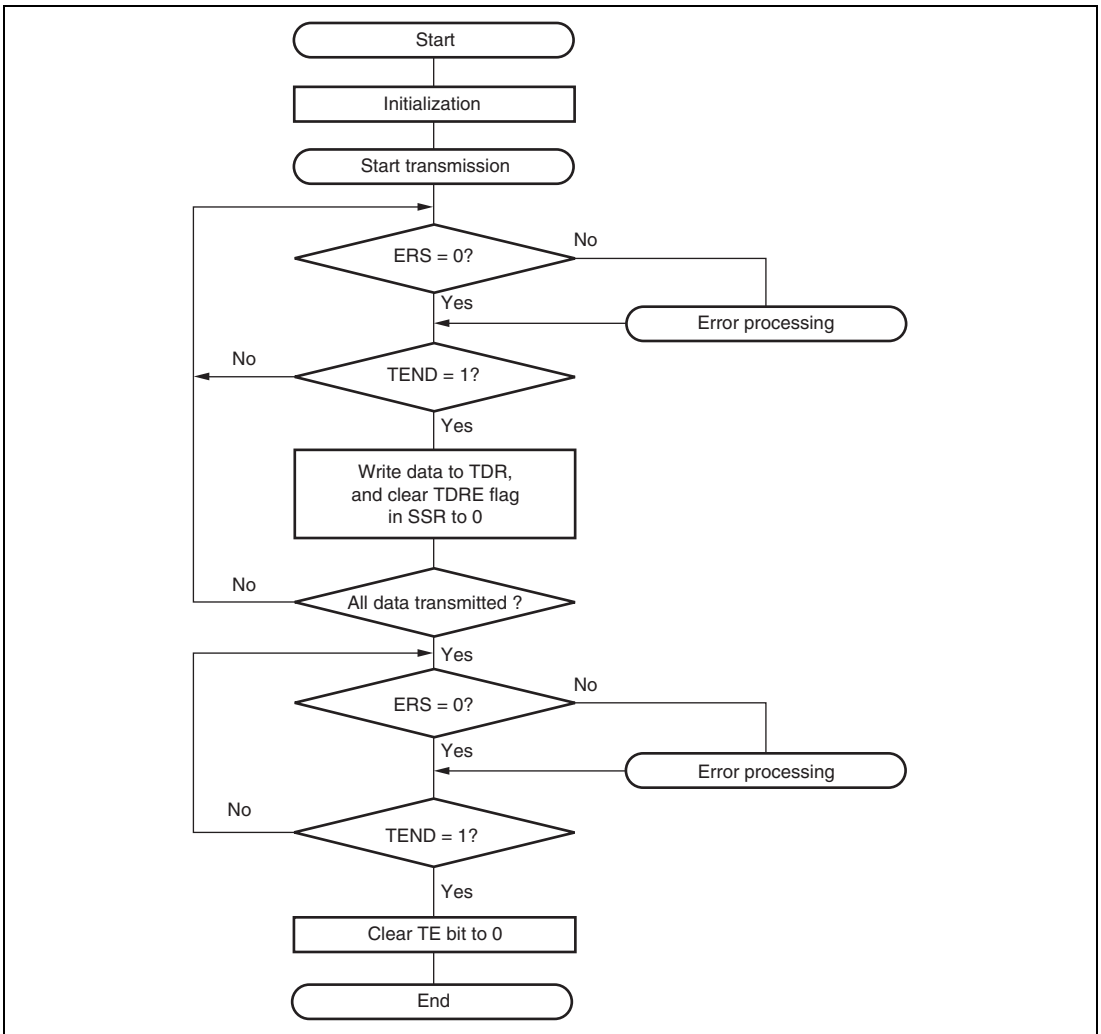 Start
Initialization
Start transmission
ERS = 0?
No
Yes
Error processing
No
TEND = 1?
Yes
Write data to TDR,
and clear TDRE flag
in SSR to 0
No
All data transmitted ?
Yes
ERS = 0?
No
Yes
Error processing
No
TEND = 1?
Yes
Clear TE bit to 0
End